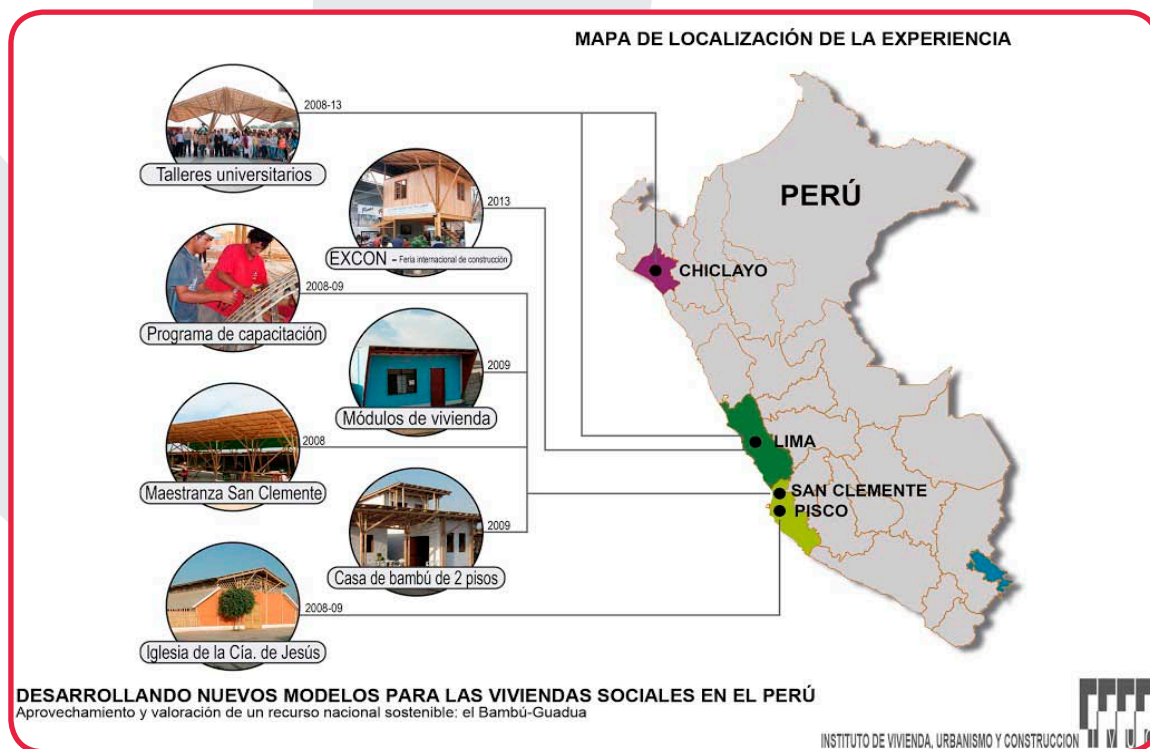 MAPA DE LOCALIZACIÓN DE LA EXPERIENCIA
2008-13
Talleres universitarios
2013
EXCON - Feria internacional de construcción
2008-09
Programa de capacitación
2009
Módulos de vivienda
2008
Maestranza San Clemente
2009
Casa de bambú de 2 pisos
2008-09
Iglesia de la Cía. de Jesús
PERÚ
CHICLAYO
LIMA
SAN CLEMENTE
PISCO
DESARROLLANDO NUEVOS MODELOS PARA LAS VIVIENDAS SOCIALES EN EL PERÚ
Aprovechamiento y valoración de un recurso nacional sostenible: el Bambú-Guadua
INSTITUTO DE VIVIENDA, URBANISMO Y CONSTRUCCION